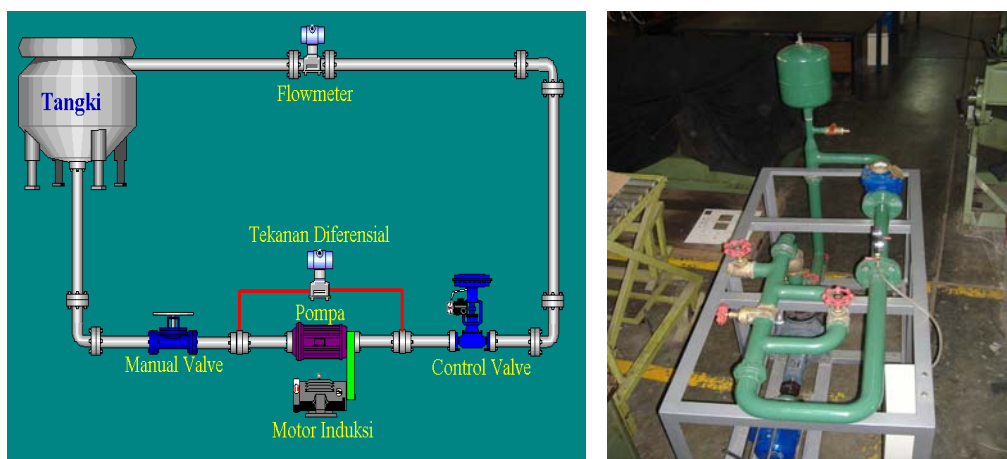 Tangki
Flowmeter
Tekanan Diferensial
Pompa
Manual Valve
Control Valve
Motor Induksi